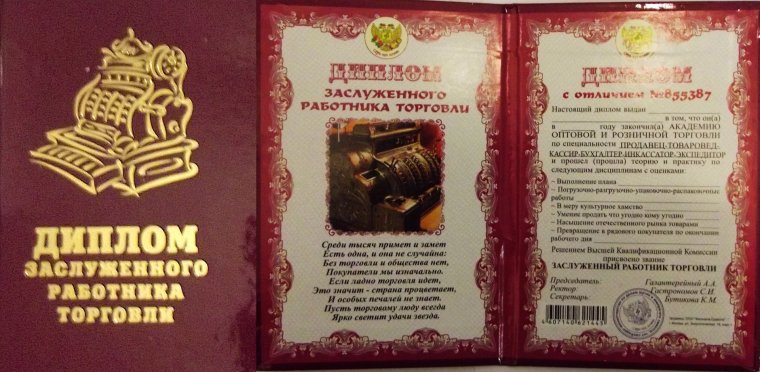 ДИПЛОМ
ЗАСЛУЖЕННОГО
РАБОТНИКА
ТОРГОВЛИ
ДИПЛОМ
ЗАСЛУЖЕННОГО
РАБОТНИКА ТОРГОВЛИ
Среди тысяч примет и замет
Есть одна, и она не случайна:
Без торговли и общества нет,
Покупатели мы изначально.
Если ладно торговля идет,
Это значит - страна процветает,
И особых печалей не знает.
Пусть торговому люду всегда
Ярко светит удачи звезда.
ДИПЛОМ
с отличием №855387
Настоящий диплом выдан
в том, что он(а)
в году закончил(а) АКАДЕМИЮ
ОПТОВОЙ И РОЗНИЧНОЙ ТОРГОВЛИ
по специальности ПРОДАВЕЦ-ТОВАРОВЕД-
КАССИР-БУХГАЛТЕР-ИНКАССАТОР-ЭКСПЕДИТОР
и прошел (прошла) теорию и практику по
следующим дисциплинам с оценками
– Выполнение плана
– Погрузочно-разгрузочно-упаковочно-распаковочные
работы
– В меру культурное хамство
– Умение продать что угодно кому угодно
– Насыщение отечественного рынка товарами
– Превращение в рядового покупателя по окончании
рабочего дня
Решением Высшей Квалификационной Комиссии
присвоено звание
ЗАСЛУЖЕННЫЙ РАБОТНИК ТОРГОВЛИ
Председатель: Галантерейный А.А.
Ректор: Гастрономов С.И.
Секретарь: Бутикова К.М.
4607140621443